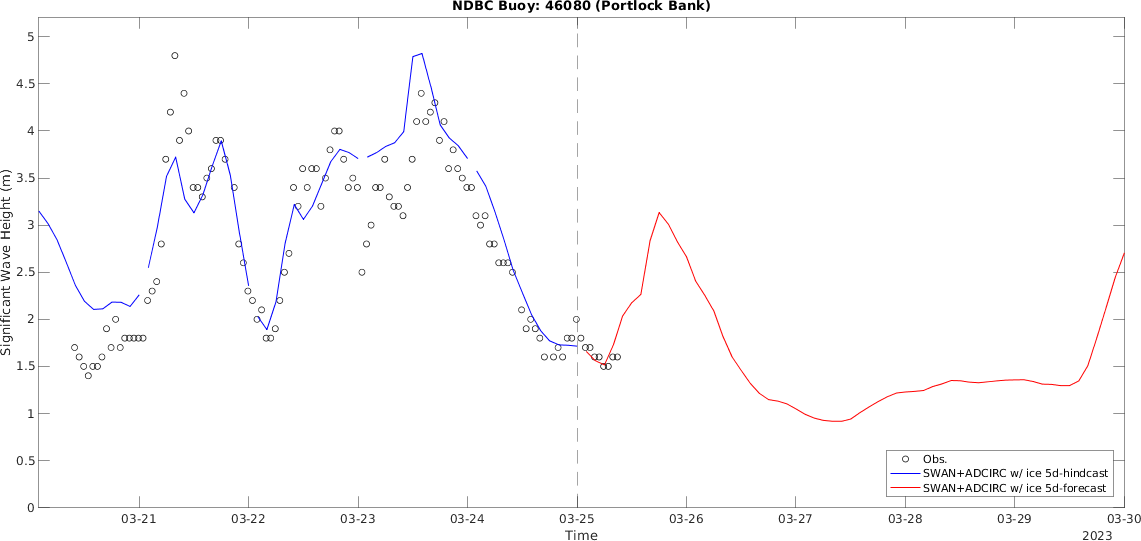 NDBC Buoy: 46080 (Portlock Bank)
5
4.5
4
3.5
3
2.5
2
1.5
1
0.5
0
Significant Wave Height (m)
03-21 03-22 03-23 03-24 03-25 03-26 03-27 03-28 03-29 03-30
Time
2023
Obs.
SWAN+ADCIRC w/ ice 5d-hindcast
SWAN+ADCIRC w/ ice 5d-forecast